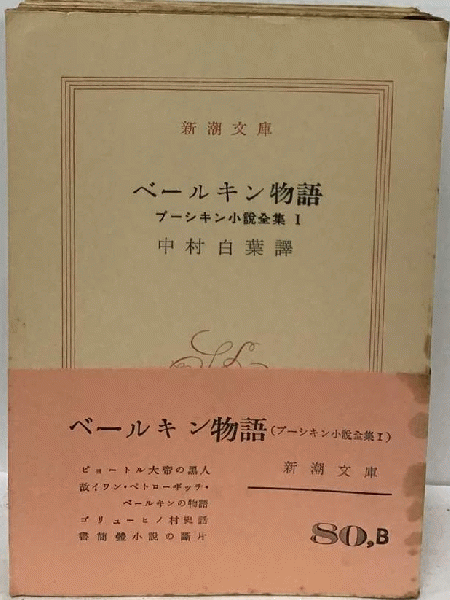 新潮文庫
ベールキン物語
プーシキン小說全集 I
中村白葉譯
ベールキン物語(プーシキン小說全集I)
ピョートル大帝の黒人
故イワン・ペトローヴッチ・
ベールキンの物語
ゴリューヒノ村史話
書簡體小說の斷片
新潮文庫
80,B